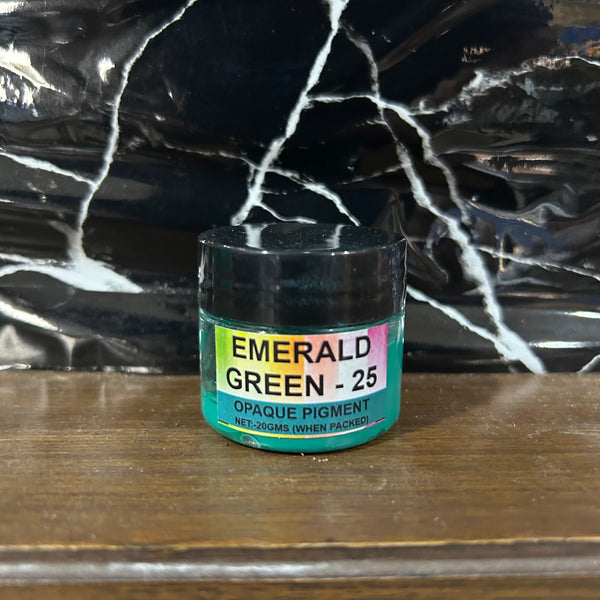 EMERALD
GREEN - 25
OPAQUE PIGMENT
NET:-20GMS (WHEN PACKED)